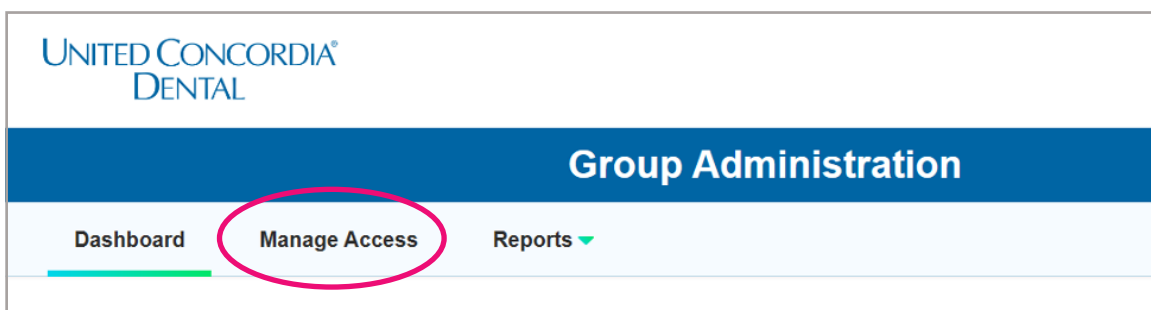 UNITED CONCORDIA®
DENTAL
Group Administration
Dashboard Manage Access Reports